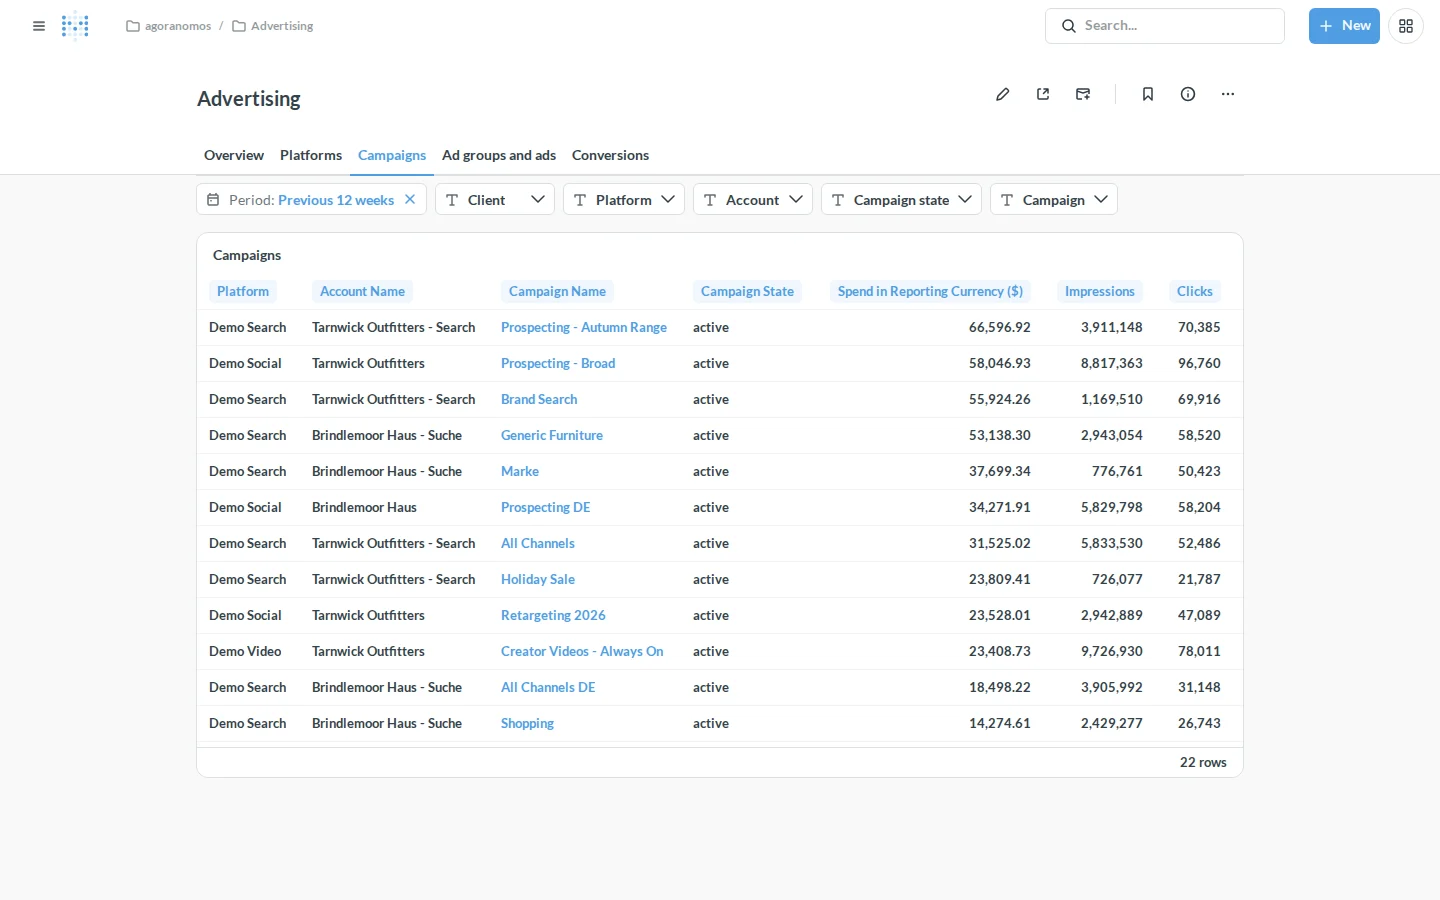 agoranomos / Advertising
Search...
New
Advertising
Overview Platforms Campaigns Ad groups and ads Conversions
Period: Previous 12 weeks Client Platform Account Campaign state Campaign
Campaigns
Platform Account Name Campaign Name Campaign State Spend in Reporting Currency ($) Impressions Clicks
Demo Search Tarnwick Outfitters - Search Prospecting - Autumn Range active 66,596.92 3,911,148 70,385
Demo Social Tarnwick Outfitters Prospecting - Broad active 58,046.93 8,817,363 96,760
Demo Search Tarnwick Outfitters - Search Brand Search active 55,924.26 1,169,510 69,916
Demo Search Brindlemoor Haus - Suche Generic Furniture active 53,138.30 2,943,054 58,520
Demo Search Brindlemoor Haus - Suche Marke active 37,699.34 776,761 50,423
Demo Social Brindlemoor Haus Prospecting DE active 34,271.91 5,829,798 58,204
Demo Search Tarnwick Outfitters - Search All Channels active 31,525.02 5,833,530 52,486
Demo Search Tarnwick Outfitters - Search Holiday Sale active 23,809.41 726,077 21,787
Demo Social Tarnwick Outfitters Retargeting 2026 active 23,528.01 2,942,889 47,089
Demo Video Tarnwick Outfitters Creator Videos - Always On active 23,408.73 9,726,930 78,011
Demo Search Brindlemoor Haus - Suche All Channels DE active 18,498.22 3,905,992 31,148
Demo Search Brindlemoor Haus - Suche Shopping active 14,274.61 2,429,277 26,743
22 rows